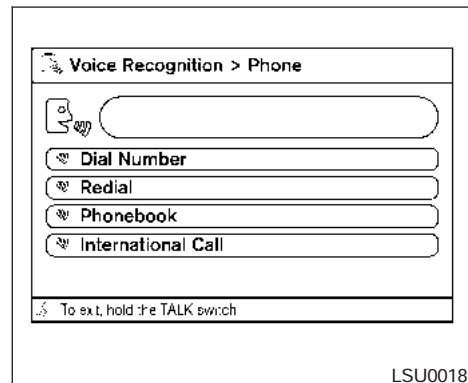 Voice Recognition > Phone
Dial Number
Redial
Phonebook
International Call
To exit, hold the TALK switch
LSU0018